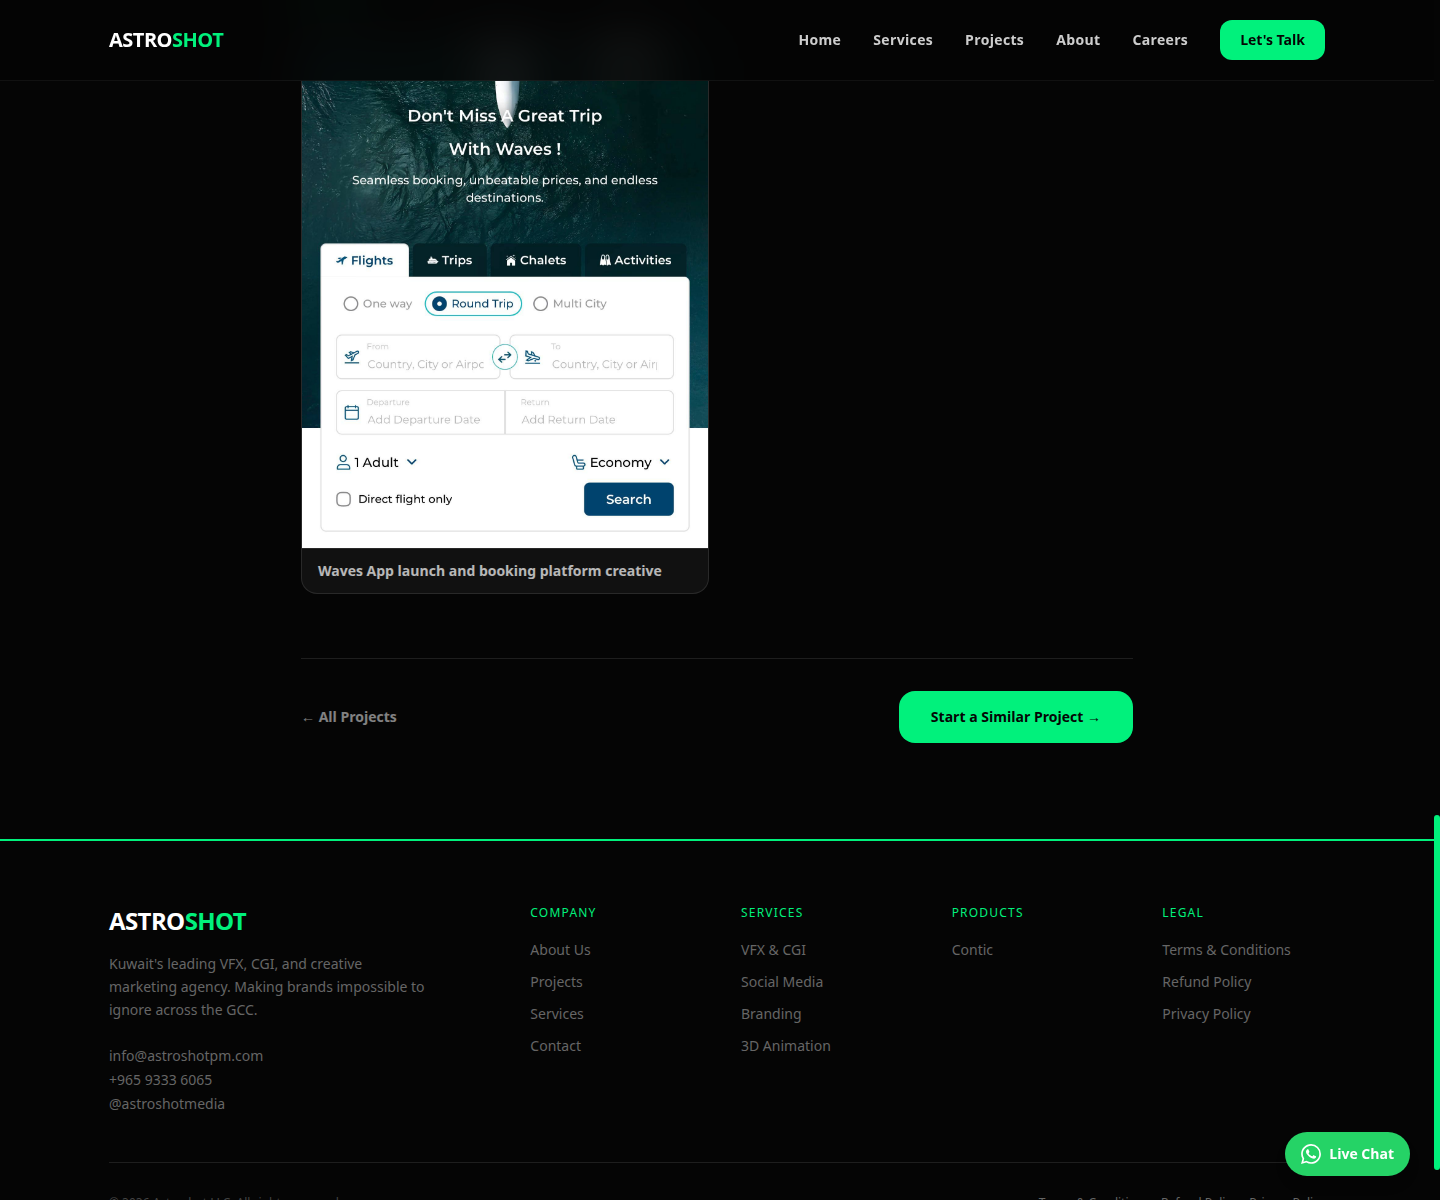 ASTROSHOT
Home Services Projects About Careers Let's Talk
Don't Miss A Great Trip
With Waves !
Seamless booking, unbeatable prices, and endless
destinations.
Flights Trips Chalets Activities
One way Round Trip Multi City
From To
Country, City or Airpo Country, City or Air
Departure Return
Add Departure Date Add Return Date
1 Adult Economy
Direct flight only Search
Waves App launch and booking platform creative
← All Projects Start a Similar Project →
ASTROSHOT
Kuwait's leading VFX, CGI, and creative
marketing agency. Making brands impossible to
ignore across the GCC.
info@astroshotpm.com
+965 9333 6065
@astroshotmedia
COMPANY
About Us
Projects
Services
Contact
SERVICES
VFX & CGI
Social Media
Branding
3D Animation
PRODUCTS
Contic
LEGAL
Terms & Conditions
Refund Policy
Privacy Policy
Live Chat